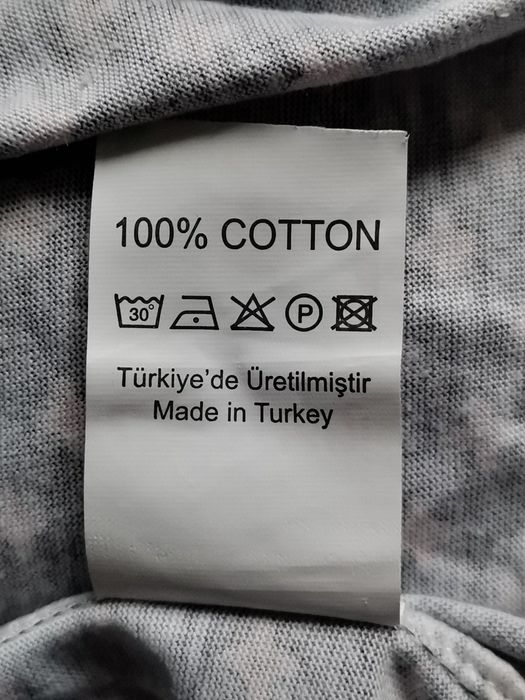 100% COTTON
30° P
Türkiye'de Üretilmiştir
Made in Turkey